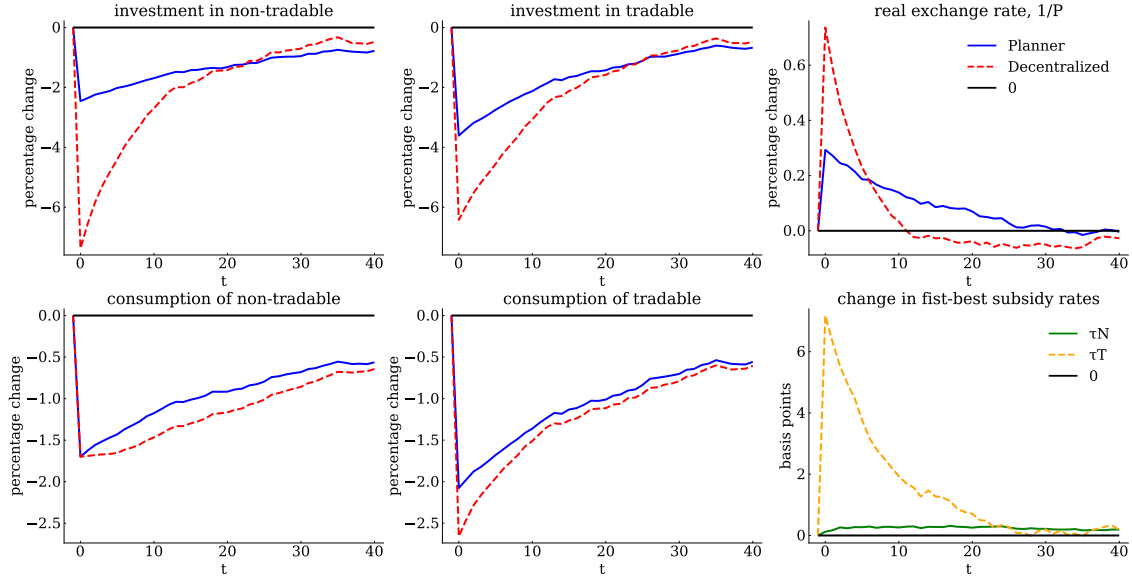 investment in non-tradable
investment in tradable
real exchange rate, 1/P
percentage change
0
−2
−4
−6
0
10
20
30
40
t
percentage change
0
−2
−4
−6
0
10
20
30
40
t
percentage change
0.6
0.4
0.2
0.0
Planner
Decentralized
0
0
10
20
30
40
t
consumption of non-tradable
consumption of tradable
change in fist-best subsidy rates
percentage change
0.0
−0.5
−1.0
−1.5
−2.0
−2.5
0
10
20
30
40
t
percentage change
0.0
−0.5
−1.0
−1.5
−2.0
−2.5
0
10
20
30
40
t
basis points
6
4
2
0
τN
τT
0
0
10
20
30
40
t